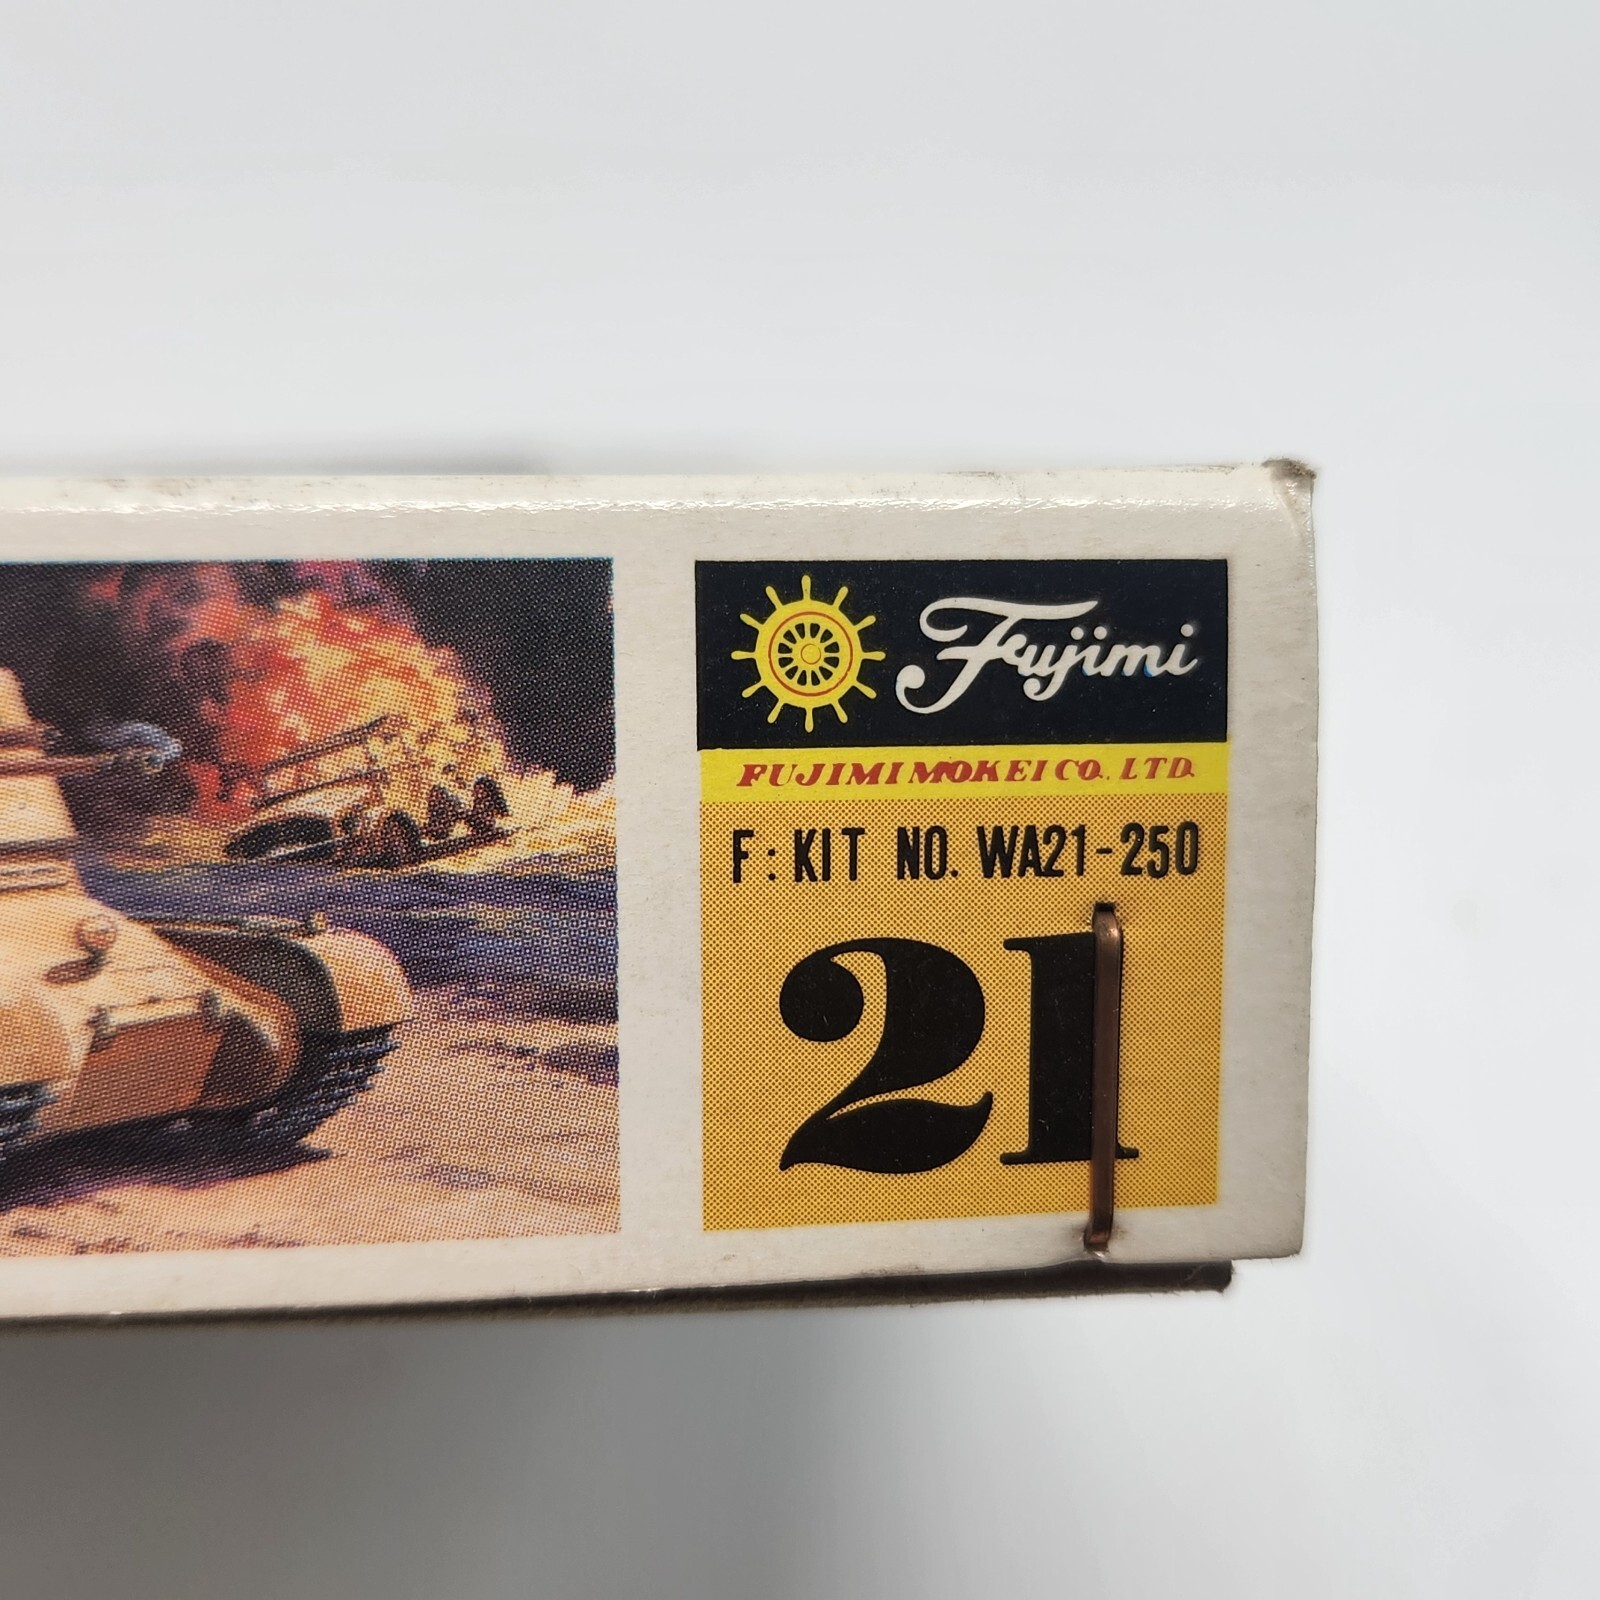 Fujimi
FUJIMI MOKEI CO. LTD.
F: KIT NO. WA21-250
21